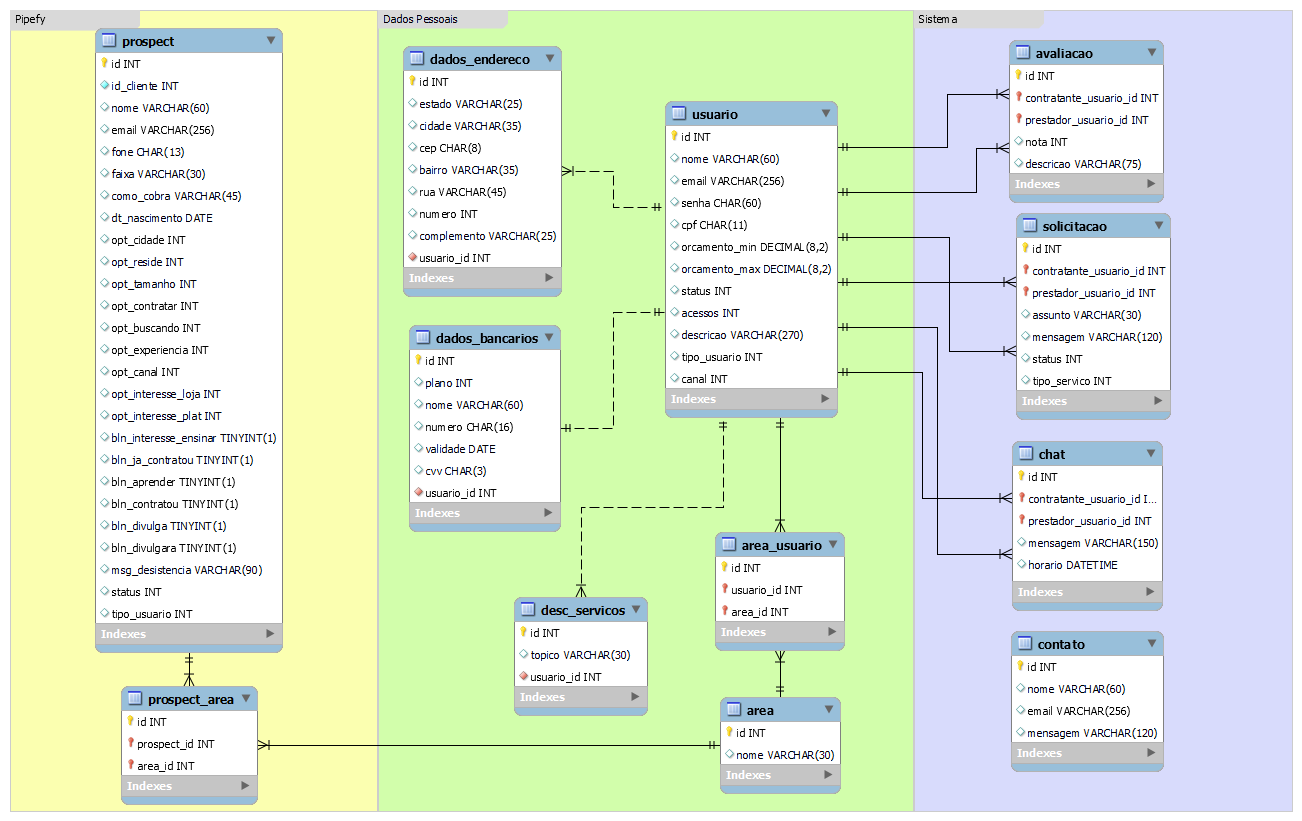 Pipefy
prospect
id INT
id_cliente INT
nome VARCHAR(60)
email VARCHAR(256)
fone CHAR(13)
faixa VARCHAR(30)
como_cobra VARCHAR(45)
dt_nascimento DATE
opt_cidade INT
opt_reside INT
opt_tamanho INT
opt_contratar INT
opt_buscando INT
opt_experiencia INT
opt_canal INT
opt_interesse_loja INT
opt_interesse_plat INT
bln_interesse_ensinar TINYINT(1)
bln_ja_contratou TINYINT(1)
bln_aprender TINYINT(1)
bln_contratou TINYINT(1)
bln_divulga TINYINT(1)
bln_divulgara TINYINT(1)
msg_desistencia VARCHAR(90)
status INT
tipo_usuario INT
Indexes
prospect_area
id INT
prospect_id INT
area_id INT
Indexes
Dados Pessoais
dados_endereco
id INT
estado VARCHAR(25)
cidade VARCHAR(35)
cep CHAR(8)
bairro VARCHAR(35)
rua VARCHAR(45)
numero INT
complemento VARCHAR(25)
usuario_id INT
Indexes
dados_bancarios
id INT
plano INT
nome VARCHAR(60)
numero CHAR(16)
validade DATE
cvv CHAR(3)
usuario_id INT
Indexes
desc_servicos
id INT
topico VARCHAR(30)
usuario_id INT
Indexes
usuario
id INT
nome VARCHAR(60)
email VARCHAR(256)
senha CHAR(60)
cpf CHAR(11)
orcamento_min DECIMAL(8,2)
orcamento_max DECIMAL(8,2)
status INT
acessos INT
descricao VARCHAR(270)
tipo_usuario INT
canal INT
Indexes
area_usuario
id INT
usuario_id INT
area_id INT
Indexes
area
id INT
nome VARCHAR(30)
Indexes
Sistema
avaliacao
id INT
contratante_usuario_id INT
prestador_usuario_id INT
nota INT
descricao VARCHAR(75)
Indexes
solicitacao
id INT
contratante_usuario_id INT
prestador_usuario_id INT
assunto VARCHAR(30)
mensagem VARCHAR(120)
status INT
tipo_servico INT
Indexes
chat
id INT
contratante_usuario_id I...
prestador_usuario_id INT
mensagem VARCHAR(150)
horario DATETIME
Indexes
contato
id INT
nome VARCHAR(60)
email VARCHAR(256)
mensagem VARCHAR(120)
Indexes